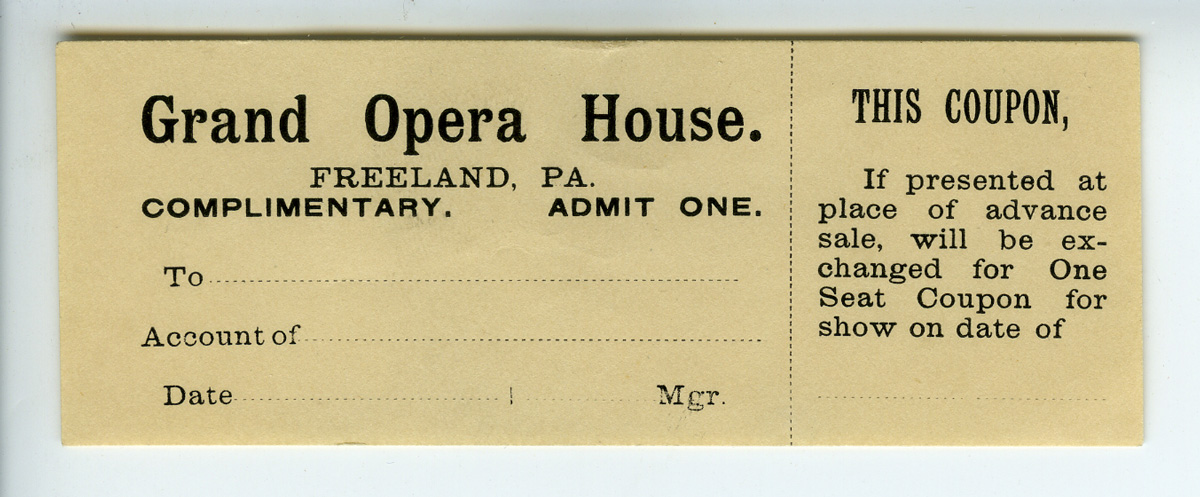 Grand Opera House.
FREELAND, PA.
COMPLIMENTARY. ADMIT ONE.
To
Account of
Date Mgr.
THIS COUPON,
If presented at
place of advance
sale, will be ex-
changed for One
Seat Coupon for
show on date of